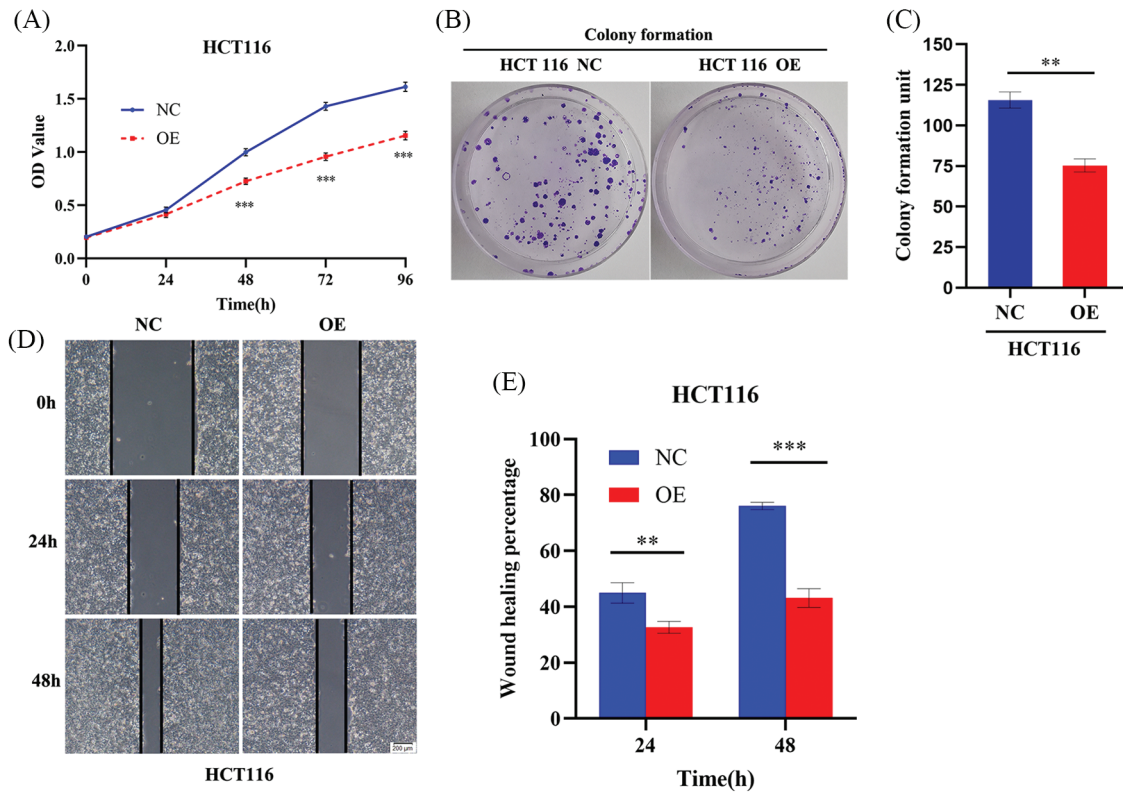 (A)
HCT116
2.0
1.5
1.0
0.5
0.0
OD Value
NC
OE
***
***
***
0 24 48 72 96
Time(h)
(B)
Colony formation
HCT 116 NC HCT 116 OE
(C)
150
125
100
75
50
25
0
Colony formation unit
**
NC OE
HCT116
(D)
NC OE
0h
24h
48h
200 μm
HCT116
(E)
HCT116
100
80
60
40
20
0
Wound healing percentage
NC
OE
**
***
24 48
Time(h)